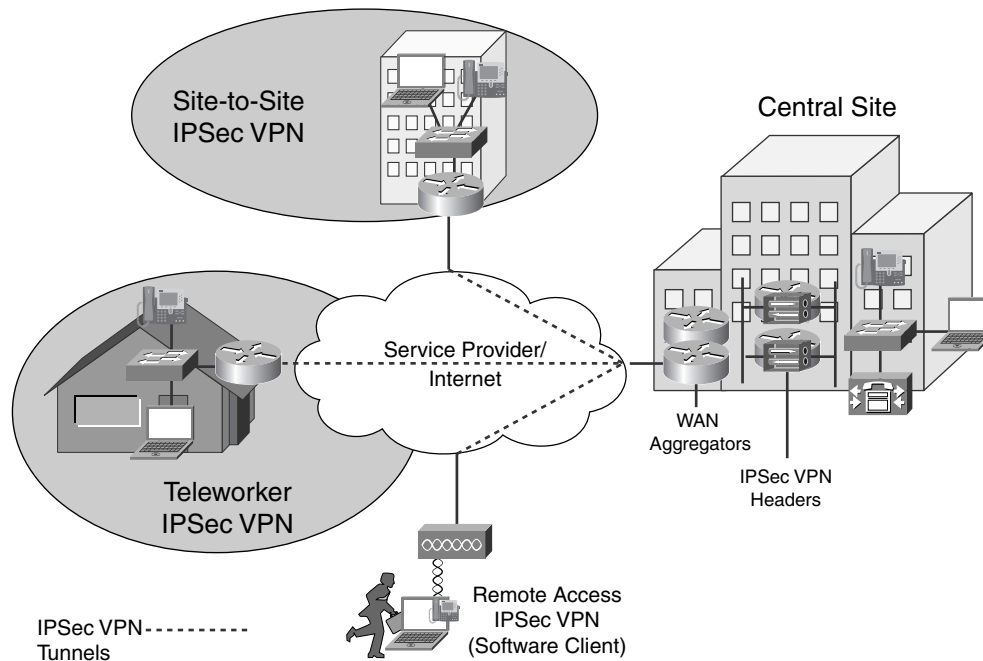 Site-to-Site
IPSec VPN
Central Site
Service Provider/
Internet
WAN
Aggregators
IPSec VPN
Headers
Teleworker
IPSec VPN
Remote Access
IPSec VPN
(Software Client)
IPSec VPN
Tunnels